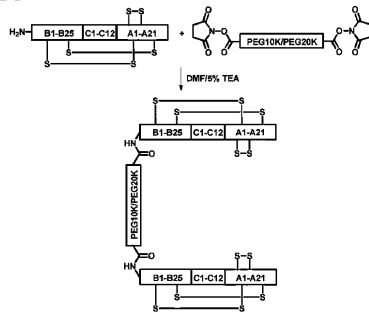 S—S
H₂N B1-B25 C1-C12 A1-A21
S S
S S
+
O O O O
N-O O-N
O O O O
PEG10K/PEG20K
DMF/5% TEA
S S
S S
B1-B25 C1-C12 A1-A21
S-S
HN O
PEG10K/PEG20K
O
HN S-S
B1-B25 C1-C12 A1-A21
S S
S S